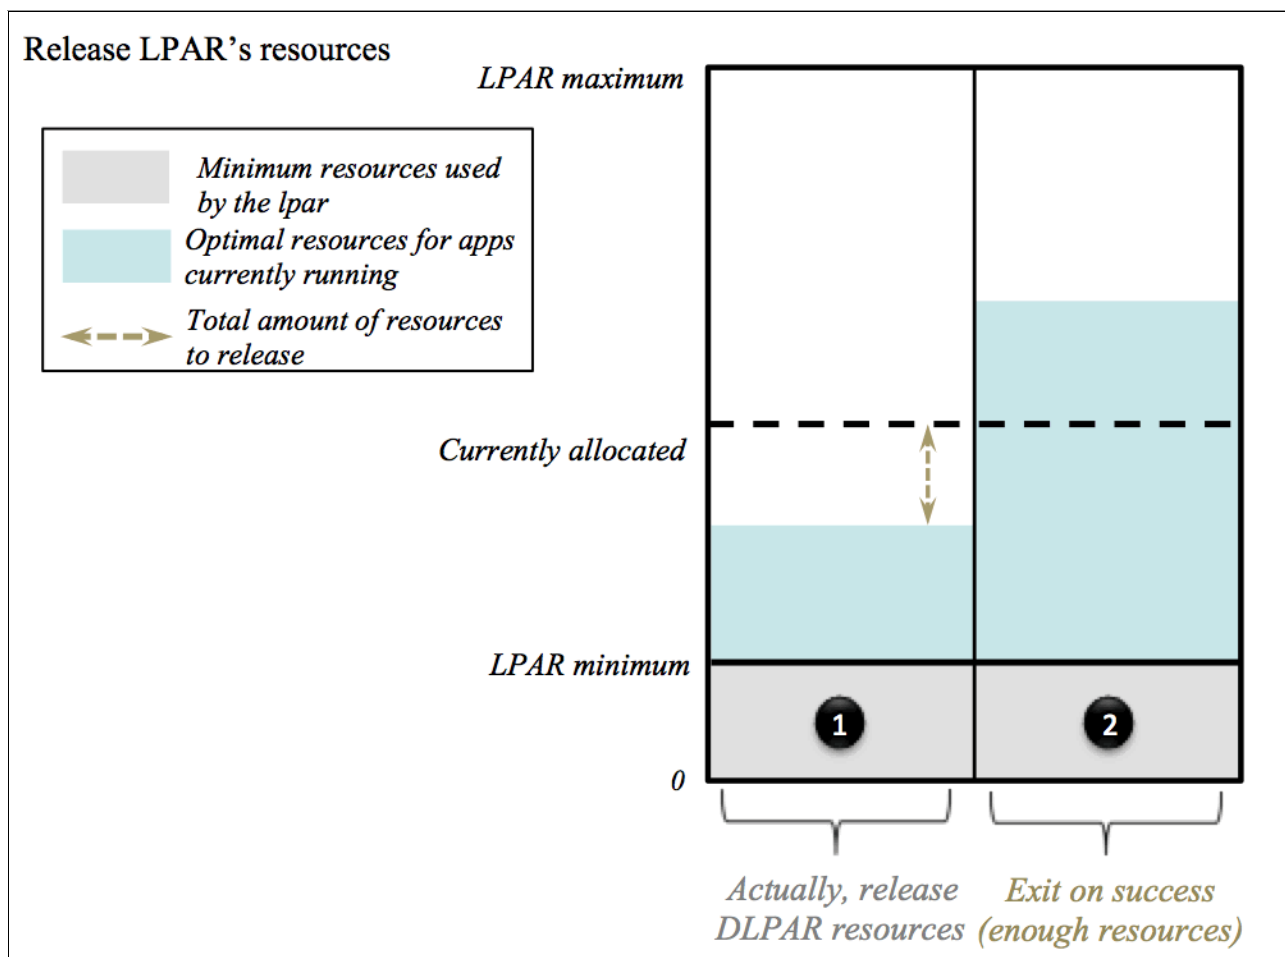 Release LPAR's resources
LPAR maximum
Minimum resources used
by the lpar
Optimal resources for apps
currently running
Total amount of resources
to release
Currently allocated
LPAR minimum
1
2
0
Actually, release
DLPAR resources
Exit on success
(enough resources)